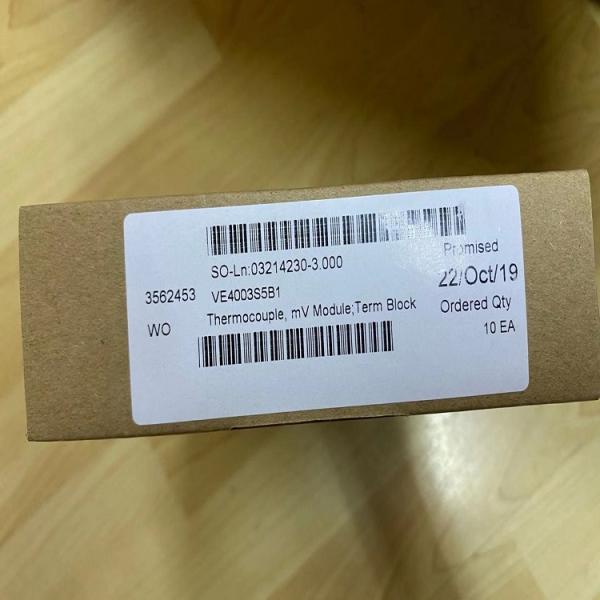 SO-Ln:03214230-3.000
Promised
3562453
VE4003S5B1
22/Oct/19
WO
Thermocouple, mV Module;Term Block
Ordered Qty
10 EA